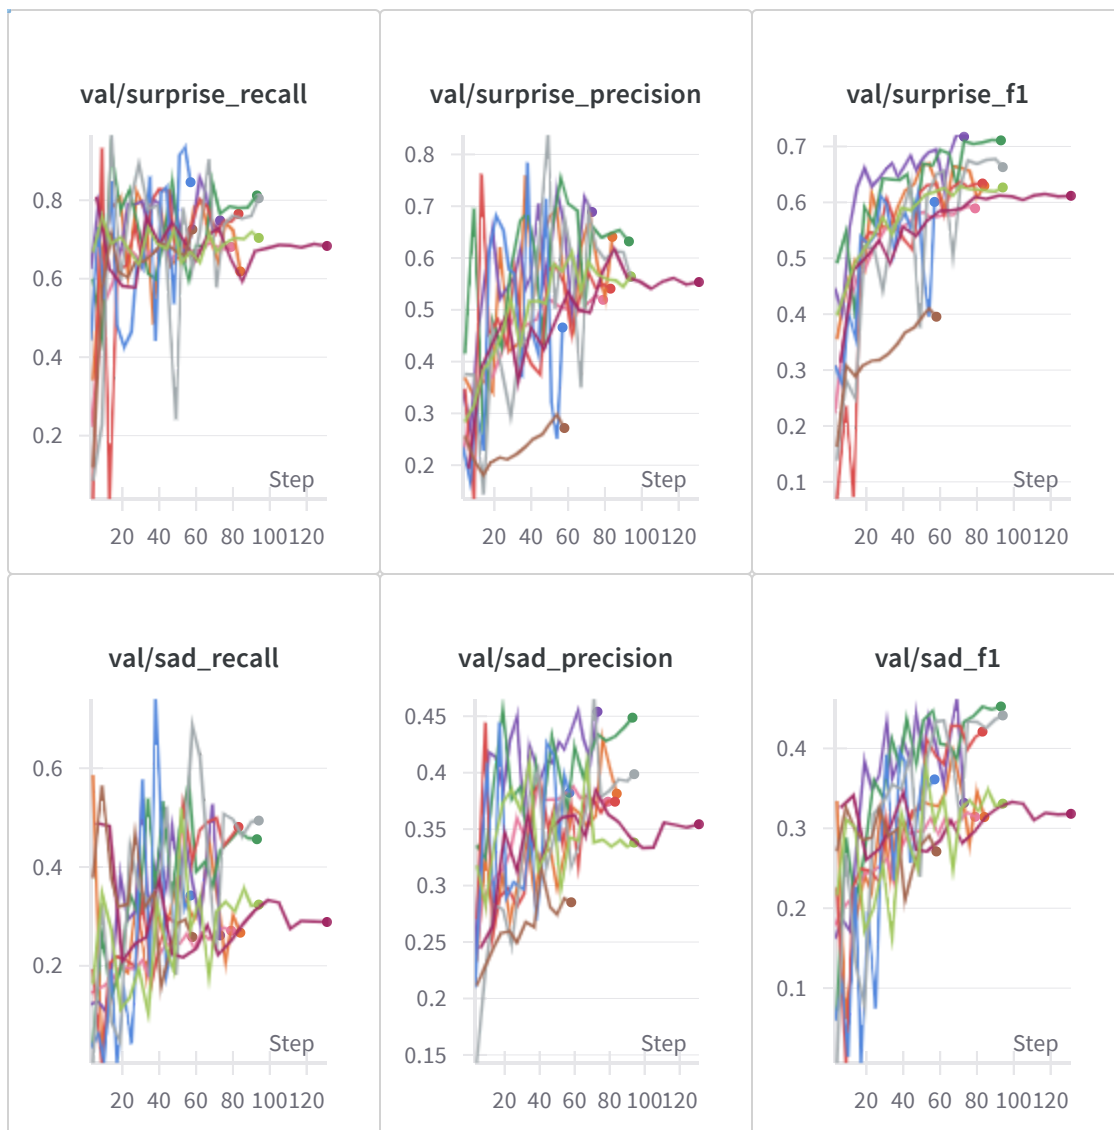 val/surprise_recall
0.8
0.6
0.4
0.2
Step
20 40 60 80 100120
val/surprise_precision
0.8
0.7
0.6
0.5
0.4
0.3
0.2
Step
20 40 60 80 100120
val/surprise_f1
0.7
0.6
0.5
0.4
0.3
0.2
0.1
Step
20 40 60 80 100120
val/sad_recall
0.6
0.4
0.2
Step
20 40 60 80 100120
val/sad_precision
0.45
0.4
0.35
0.3
0.25
0.2
0.15
Step
20 40 60 80 100120
val/sad_f1
0.4
0.3
0.2
0.1
Step
20 40 60 80 100120